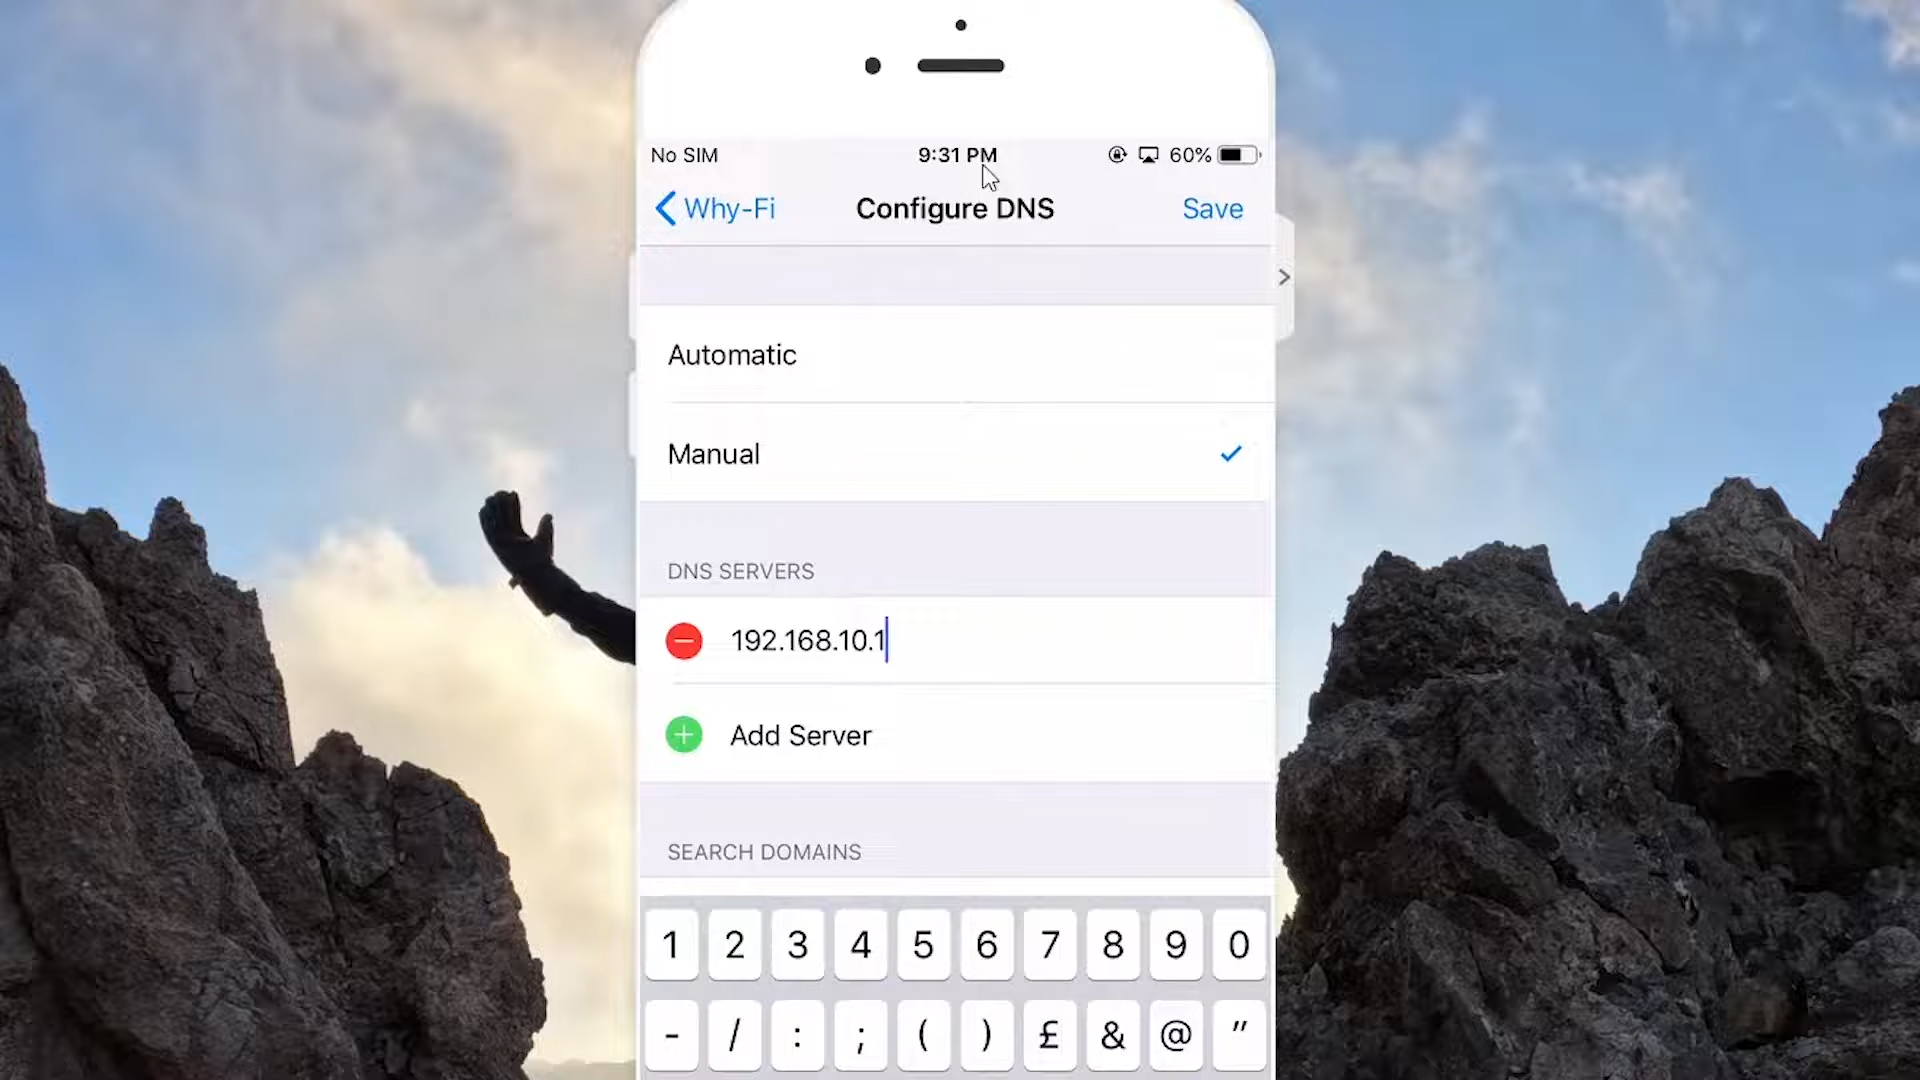 No SIM 9:31 PM 60%
Why-Fi Configure DNS Save
Automatic
Manual
DNS SERVERS
192.168.10.1
Add Server
SEARCH DOMAINS
1 2 3 4 5 6 7 8 9 0
- / : ; ( ) £ & @ "